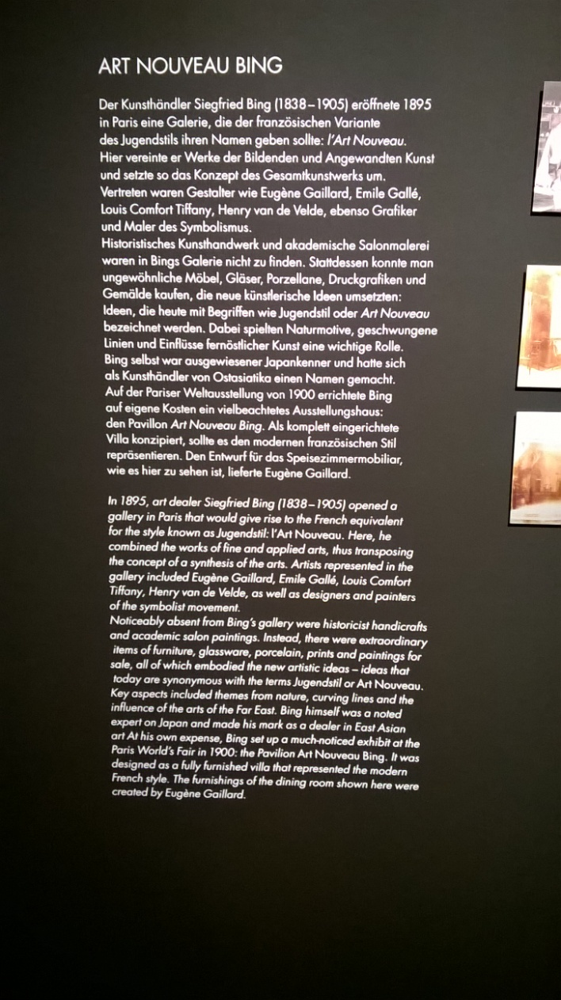 ART NOUVEAU BING
Der Kunsthändler Siegfried Bing (1838–1905) eröffnete 1895
in Paris eine Galerie, die der französischen Variante
des Jugendstils ihren Namen geben sollte: l'Art Nouveau.
Hier vereinte er Werke der Bildenden und Angewandten Kunst
und setzte so das Konzept des Gesamtkunstwerks um.
Vertreten waren Gestalter wie Eugène Gaillard, Emile Gallé,
Louis Comfort Tiffany, Henry van de Velde, ebenso Grafiker
und Maler des Symbolismus.
Historistisches Kunsthandwerk und akademische Salonmalerei
waren in Bings Galerie nicht zu finden. Stattdessen konnte man
ungewöhnliche Möbel, Gläser, Porzellane, Druckgrafiken und
Gemälde kaufen, die neue künstlerische Ideen umsetzten:
Ideen, die heute mit Begriffen wie Jugendstil oder Art Nouveau
bezeichnet werden. Dabei spielten Naturmotive, geschwungene
Linien und Einflüsse fernöstlicher Kunst eine wichtige Rolle.
Bing selbst war ausgewiesener Japankenner und hatte sich
als Kunsthändler von Ostasiatika einen Namen gemacht.
Auf der Pariser Weltausstellung von 1900 errichtete Bing
auf eigene Kosten ein vielbeachtetes Ausstellungshaus:
den Pavillon Art Nouveau Bing. Als komplett eingerichtete
Villa konzipiert, sollte es den modernen französischen Stil
repräsentieren. Den Entwurf für das Speisezimmermobiliar,
wie es hier zu sehen ist, lieferte Eugène Gaillard.
In 1895, art dealer Siegfried Bing (1838–1905) opened a
gallery in Paris that would give rise to the French equivalent
for the style known as Jugendstil: l'Art Nouveau. Here, he
combined the works of fine and applied arts, thus transposing
the concept of a synthesis of the arts. Artists represented in the
gallery included Eugène Gaillard, Emile Gallé, Louis Comfort
Tiffany, Henry van de Velde, as well as designers and painters
of the symbolist movement.
Noticeably absent from Bing's gallery were historicist handicrafts
and academic salon paintings. Instead, there were extraordinary
items of furniture, glassware, porcelain, prints and paintings for
sale, all of which embodied the new artistic ideas – ideas that
today are synonymous with the terms Jugendstil or Art Nouveau.
Key aspects included themes from nature, curving lines and the
influence of the arts of the Far East. Bing himself was a noted
expert on Japan and made his mark as a dealer in East Asian
art At his own expense, Bing set up a much-noticed exhibit at the
Paris World's Fair in 1900: the Pavilion Art Nouveau Bing. It was
designed as a fully furnished villa that represented the modern
French style. The furnishings of the dining room shown here were
created by Eugène Gaillard.